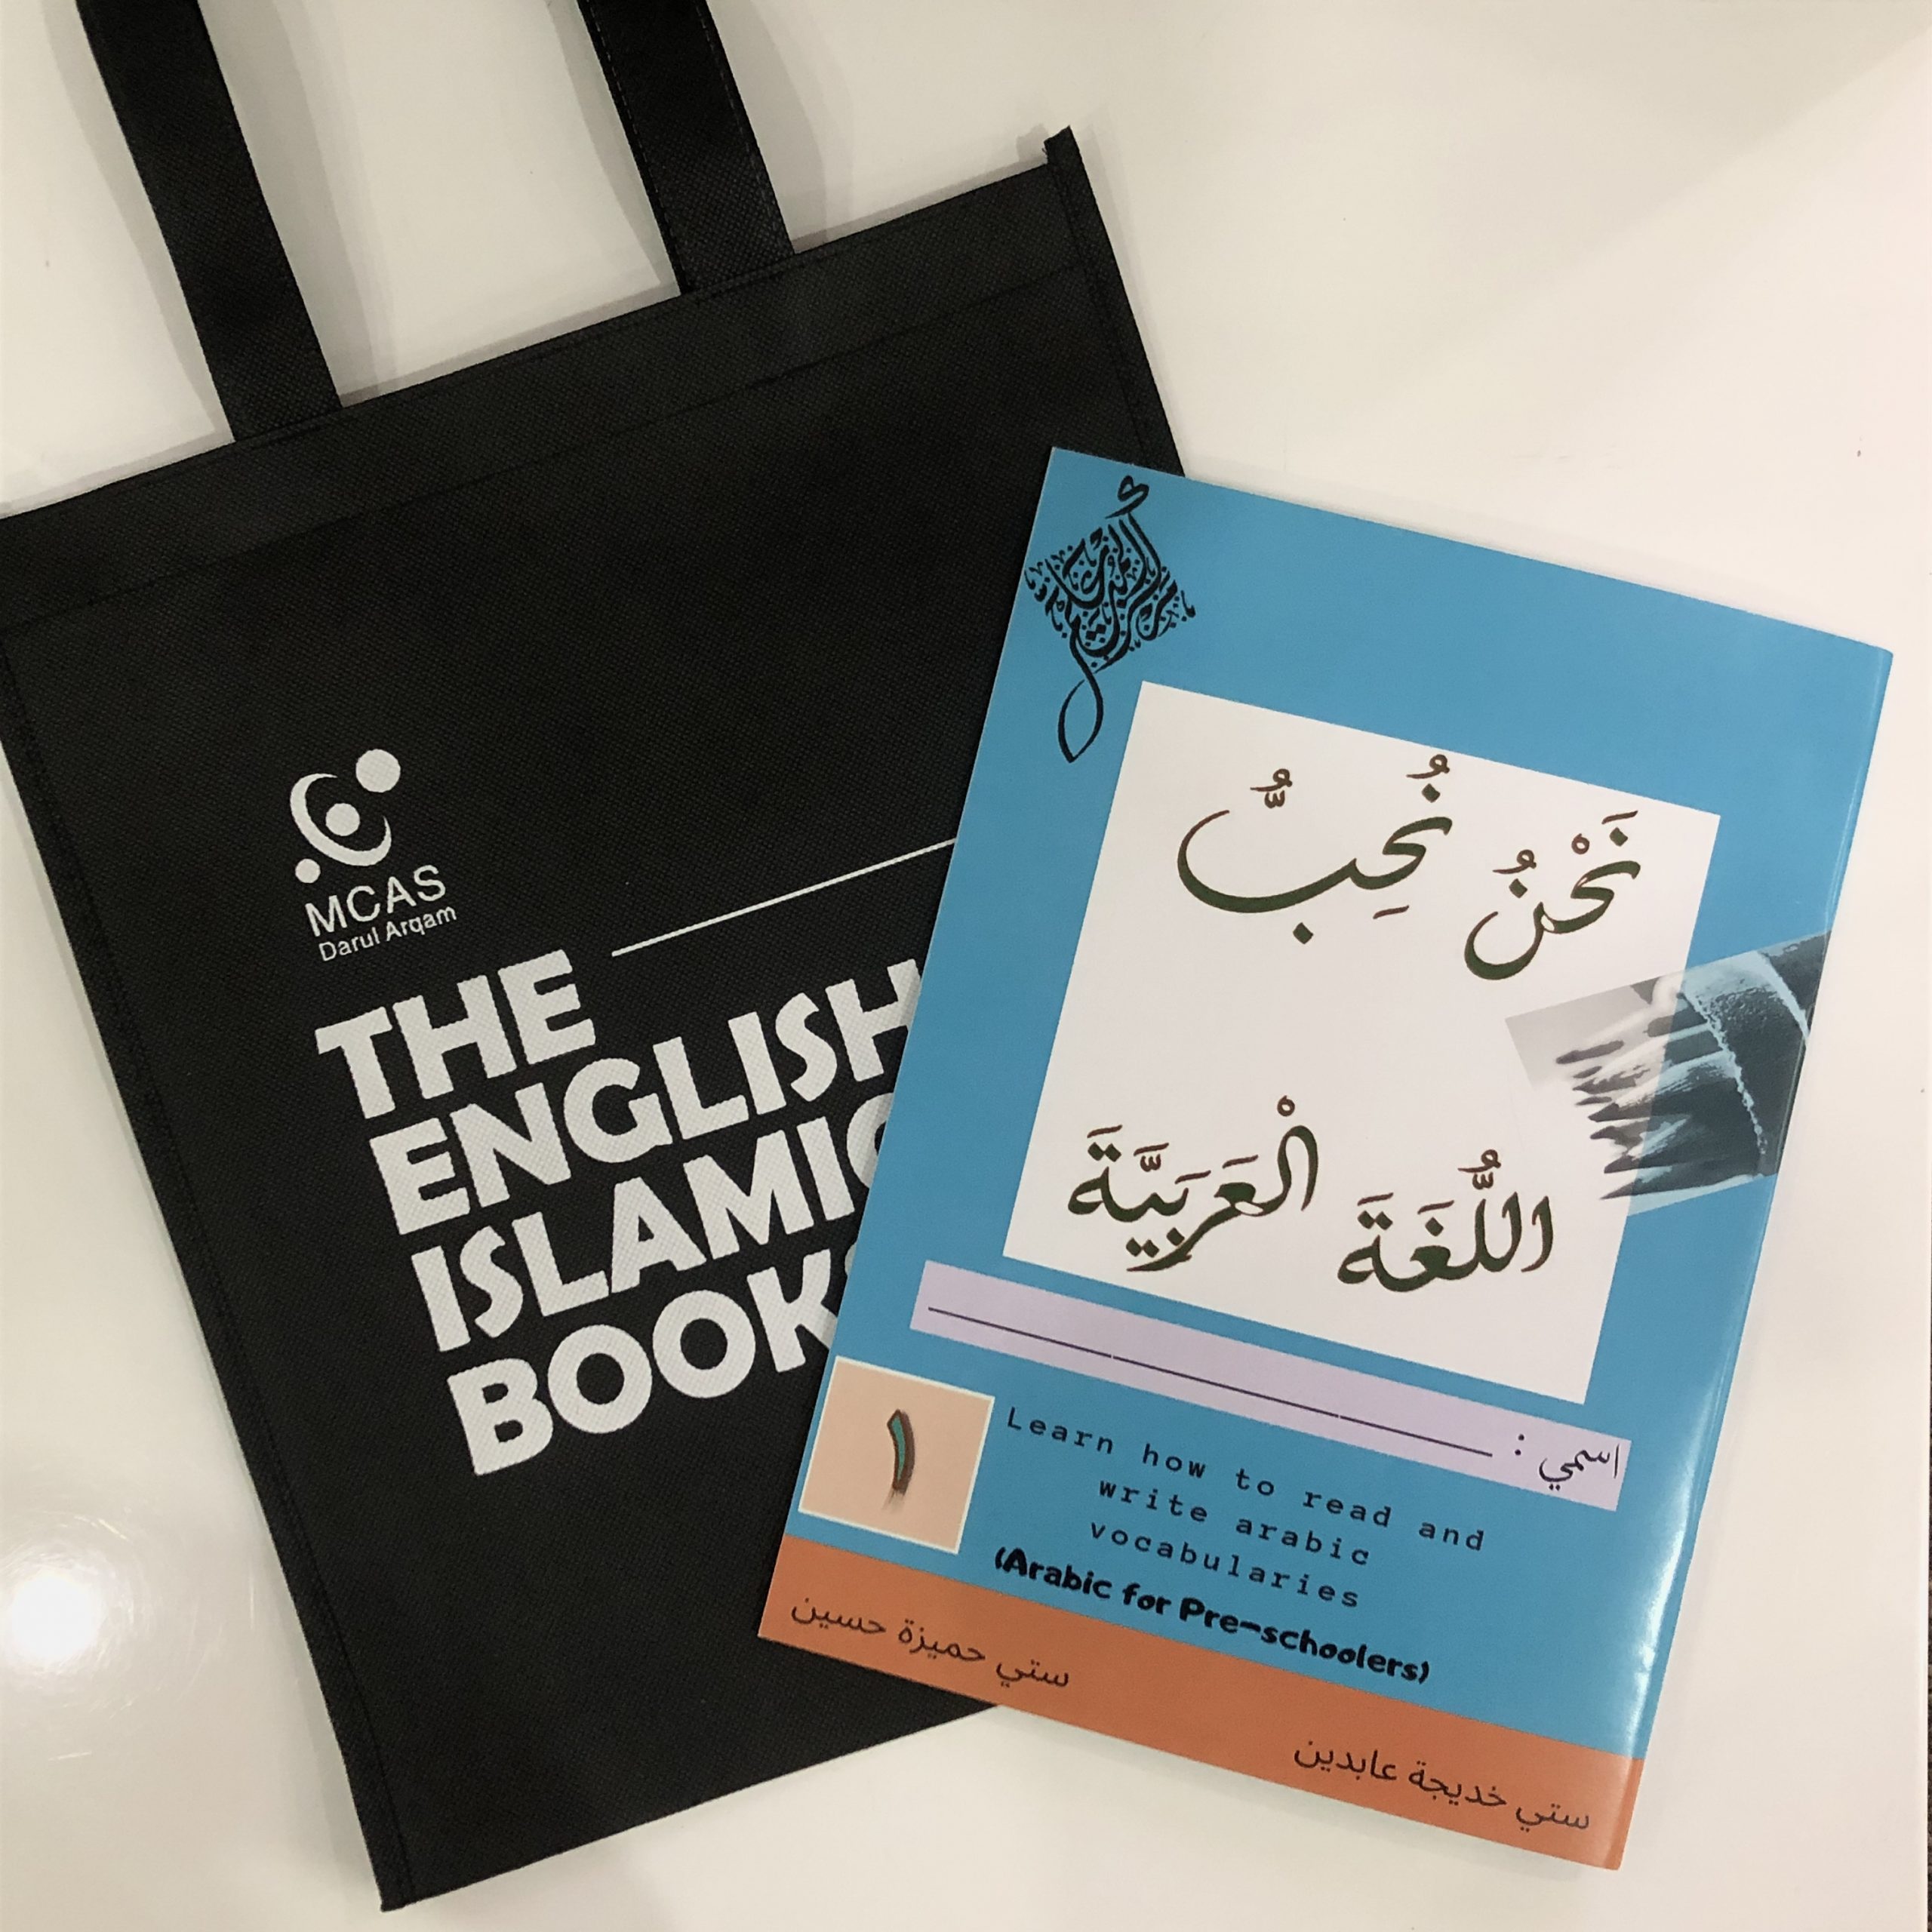 MCAS
Darul Arqam
THE
ENGLISH
ISLAMIC
نَحْنُ نُحِبُّ
اللُّغَةَ الْعَرَبِيَّةَ
اسمي :
١
Learn how to read and
write arabic
vocabularies
(Arabic for Pre-schoolers)
ستي حميزة حسين
ستي خديجة عابدين